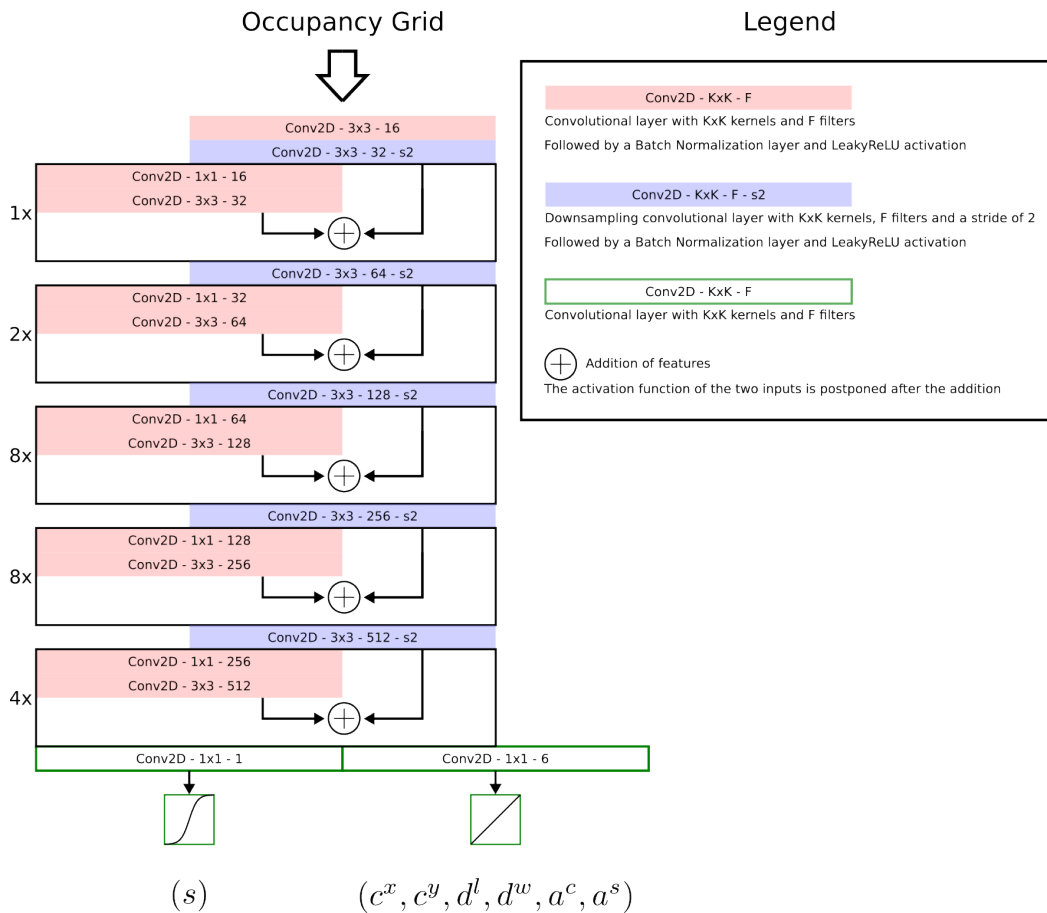 Occupancy Grid
Conv2D - 3x3 - 16
Conv2D - 3x3 - 32 - s2
1x
Conv2D - 1x1 - 16
Conv2D - 3x3 - 32
Conv2D - 3x3 - 64 - s2
2x
Conv2D - 1x1 - 32
Conv2D - 3x3 - 64
Conv2D - 3x3 - 128 - s2
8x
Conv2D - 1x1 - 64
Conv2D - 3x3 - 128
Conv2D - 3x3 - 256 - s2
8x
Conv2D - 1x1 - 128
Conv2D - 3x3 - 256
Conv2D - 3x3 - 512 - s2
4x
Conv2D - 1x1 - 256
Conv2D - 3x3 - 512
Conv2D - 1x1 - 1
Conv2D - 1x1 - 6
(s)
(c^x, c^y, d^l, d^w, a^c, a^s)
Legend
Conv2D - KxK - F
Convolutional layer with KxK kernels and F filters
Followed by a Batch Normalization layer and LeakyReLU activation
Conv2D - KxK - F - s2
Downsampling convolutional layer with KxK kernels, F filters and a stride of 2
Followed by a Batch Normalization layer and LeakyReLU activation
Conv2D - KxK - F
Convolutional layer with KxK kernels and F filters
Addition of features
The activation function of the two inputs is postponed after the addition